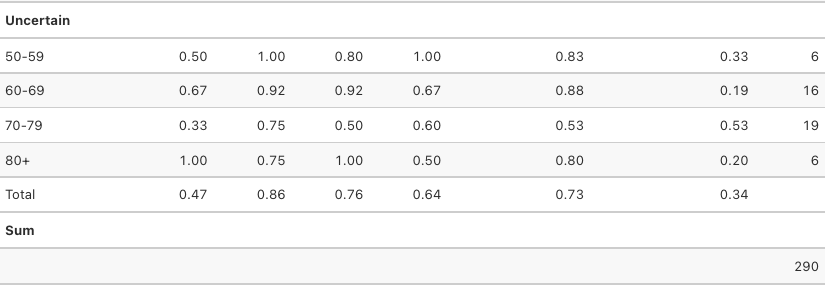 Uncertain
50-59 0.50 1.00 0.80 1.00 0.83 0.33 6
60-69 0.67 0.92 0.92 0.67 0.88 0.19 16
70-79 0.33 0.75 0.50 0.60 0.53 0.53 19
80+ 1.00 0.75 1.00 0.50 0.80 0.20 6
Total 0.47 0.86 0.76 0.64 0.73 0.34
Sum
290